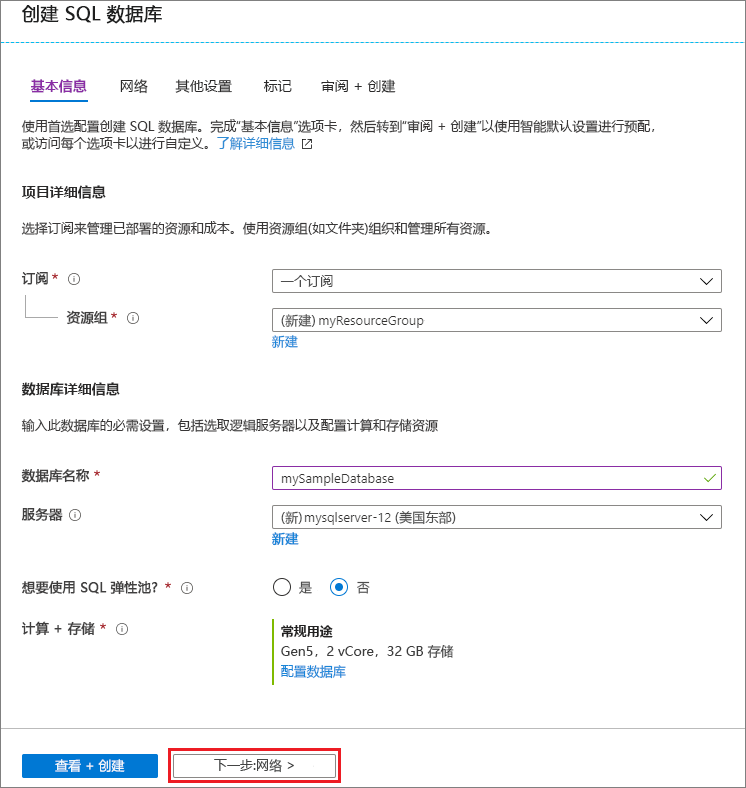 创建 SQL 数据库
基本信息 网络 其他设置 标记 审阅 + 创建
使用首选配置创建 SQL 数据库。完成“基本信息”选项卡，然后转到“审阅 + 创建”以使用智能默认设置进行预配，
或访问每个选项卡以进行自定义。了解详细信息
项目详细信息
选择订阅来管理已部署的资源和成本。使用资源组(如文件夹)组织和管理所有资源。
订阅 * 一个订阅
资源组 * (新建) myResourceGroup
新建
数据库详细信息
输入此数据库的必需设置，包括选取逻辑服务器以及配置计算和存储资源
数据库名称 * mySampleDatabase
服务器 (新) mysqlserver-12 (美国东部)
新建
想要使用 SQL 弹性池? * 是 否
计算 + 存储 * 常规用途
Gen5，2 vCore，32 GB 存储
配置数据库
查看 + 创建 下一步:网络 >